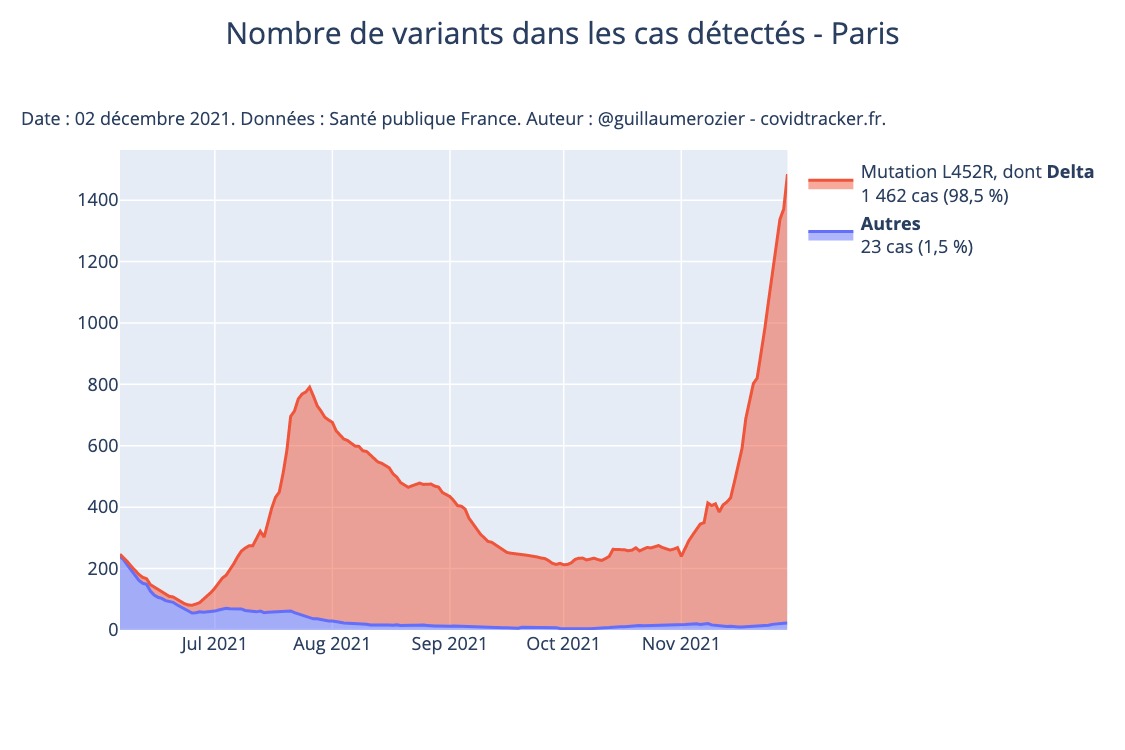 Nombre de variants dans les cas détectés - Paris
Date : 02 décembre 2021. Données : Santé publique France. Auteur : @guillaumerozier - covidtracker.fr.
Mutation L452R, dont Delta
1 462 cas (98,5 %)
Autres
23 cas (1,5 %)
1400
1200
1000
800
600
400
200
0
Jul 2021
Aug 2021
Sep 2021
Oct 2021
Nov 2021